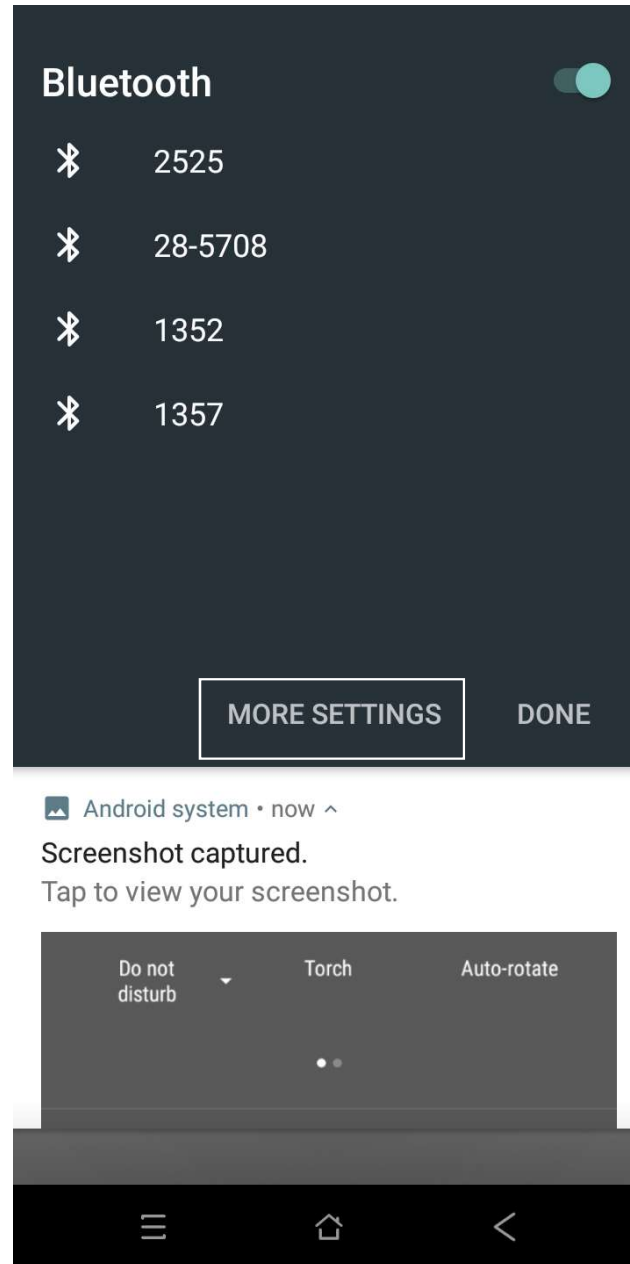 Bluetooth
2525
28-5708
1352
1357
MORE SETTINGS DONE
Android system • now
Screenshot captured.
Tap to view your screenshot.
Do not
disturb
Torch
Auto-rotate